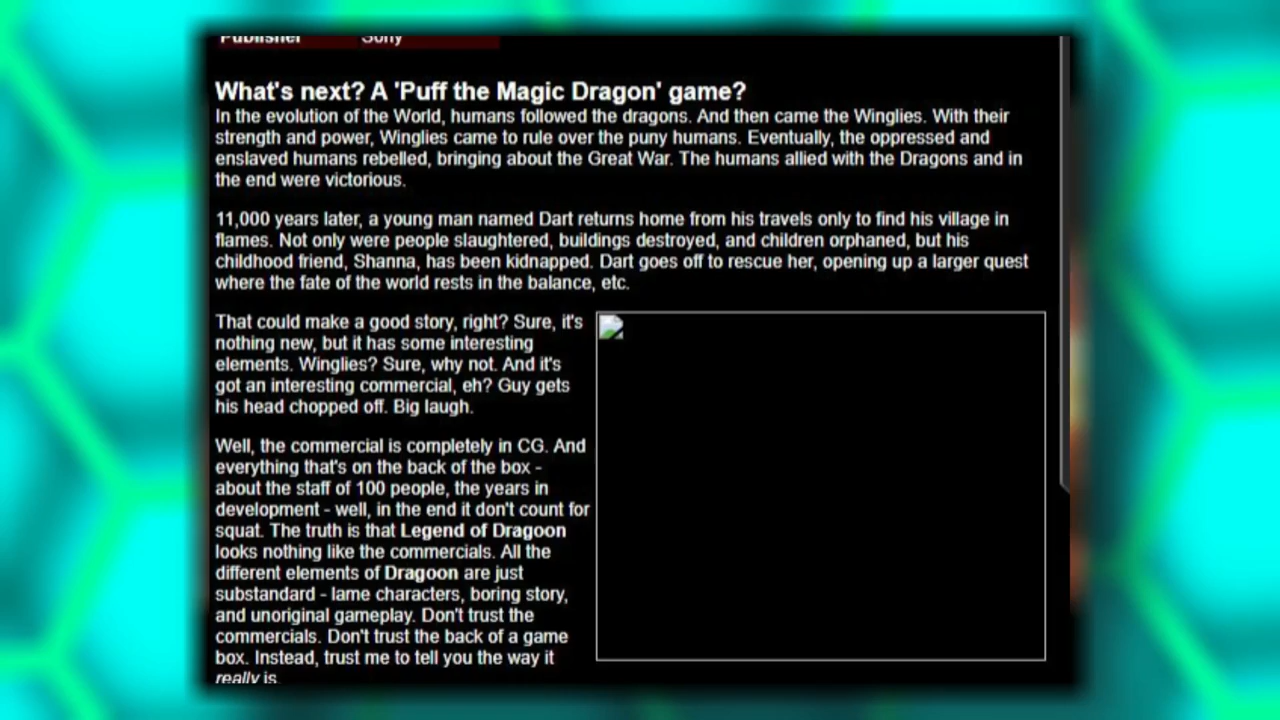 Publisher Sony
What's next? A 'Puff the Magic Dragon' game?
In the evolution of the World, humans followed the dragons. And then came the Winglies. With their
strength and power, Winglies came to rule over the puny humans. Eventually, the oppressed and
enslaved humans rebelled, bringing about the Great War. The humans allied with the Dragons and in
the end were victorious.
11,000 years later, a young man named Dart returns home from his travels only to find his village in
flames. Not only were people slaughtered, buildings destroyed, and children orphaned, but his
childhood friend, Shanna, has been kidnapped. Dart goes off to rescue her, opening up a larger quest
where the fate of the world rests in the balance, etc.
That could make a good story, right? Sure, it's
nothing new, but it has some interesting
elements. Winglies? Sure, why not. And it's
got an interesting commercial, eh? Guy gets
his head chopped off. Big laugh.
Well, the commercial is completely in CG. And
everything that's on the back of the box -
about the staff of 100 people, the years in
development - well, in the end it don't count for
squat. The truth is that Legend of Dragoon
looks nothing like the commercials. All the
different elements of Dragoon are just
substandard - lame characters, boring story,
and unoriginal gameplay. Don't trust the
commercials. Don't trust the back of a game
box. Instead, trust me to tell you the way it
really is.